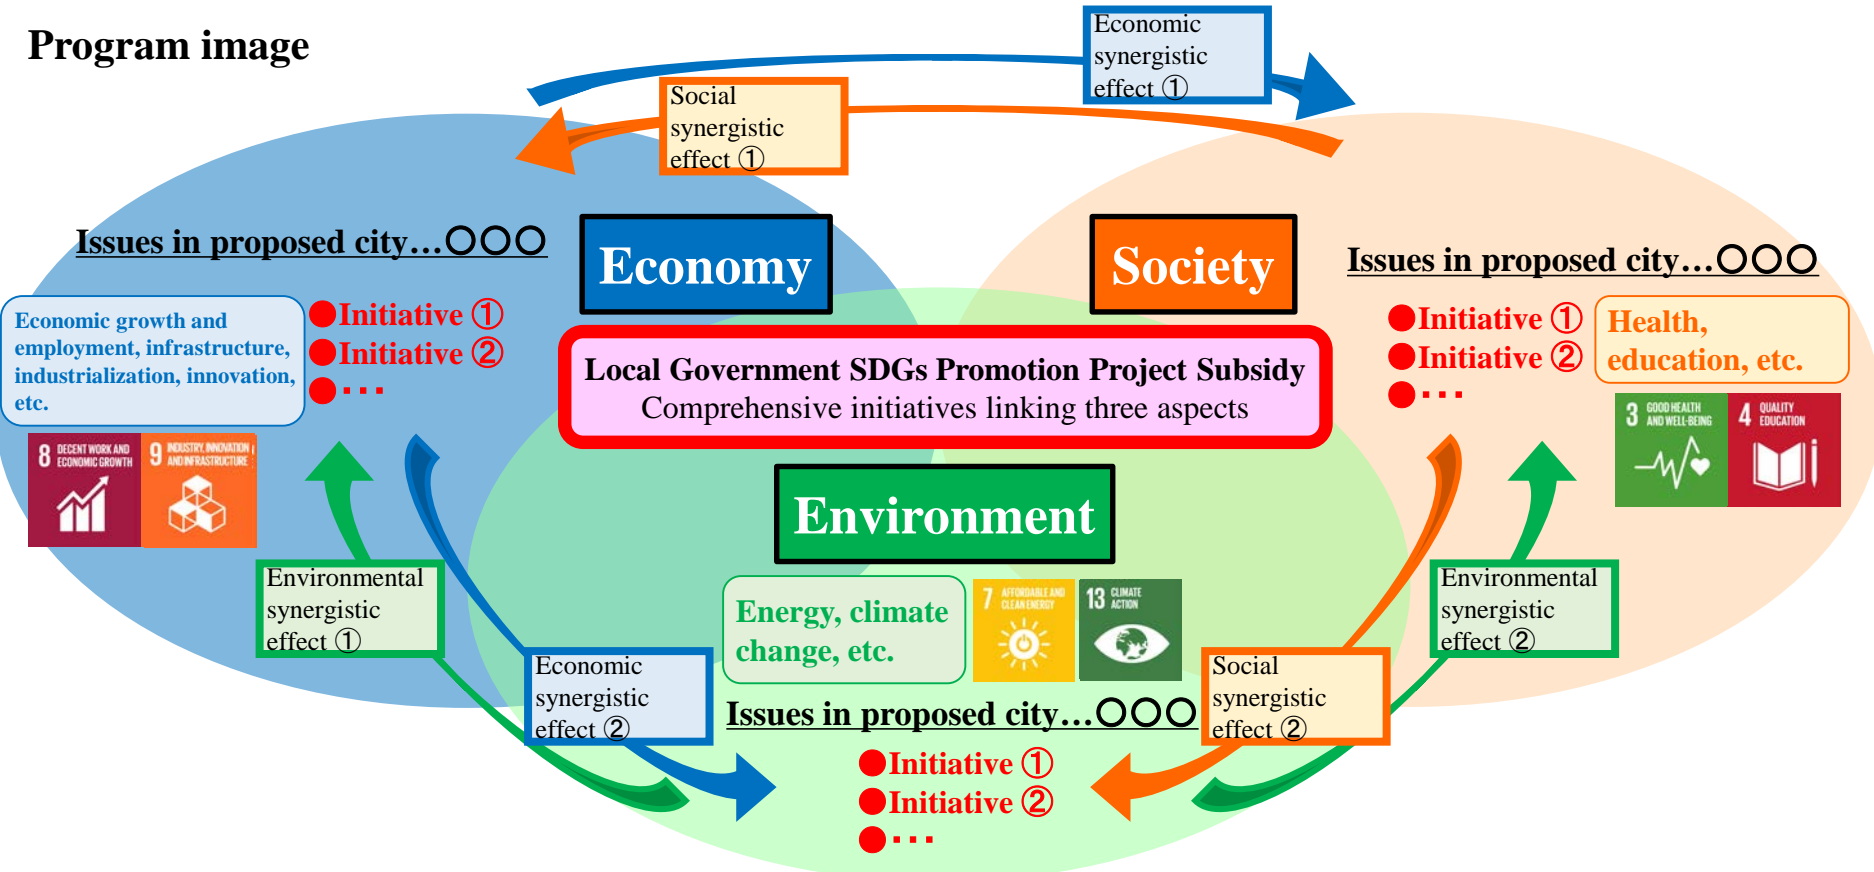 Program image
Economic
synergistic
effect ①
Social
synergistic
effect ①
Economy
Society
Issues in proposed city…○○○
Issues in proposed city…○○○
Economic growth and
employment, infrastructure,
industrialization, innovation,
etc.
●Initiative ①
●Initiative ②
●···
Local Government SDGs Promotion Project Subsidy
Comprehensive initiatives linking three aspects
●Initiative ①
●Initiative ②
●···
Health,
education, etc.
8 DECENT WORK AND
ECONOMIC GROWTH
9 INDUSTRY, INNOVATION
AND INFRASTRUCTURE
3 GOOD HEALTH
AND WELL-BEING
4 QUALITY
EDUCATION
Environment
Environmental
synergistic
effect ①
Energy, climate
change, etc.
7 AFFORDABLE AND
CLEAN ENERGY
13 CLIMATE
ACTION
Environmental
synergistic
effect ②
Economic
synergistic
effect ②
Social
synergistic
effect ②
Issues in proposed city…○○○
●Initiative ①
●Initiative ②
●···